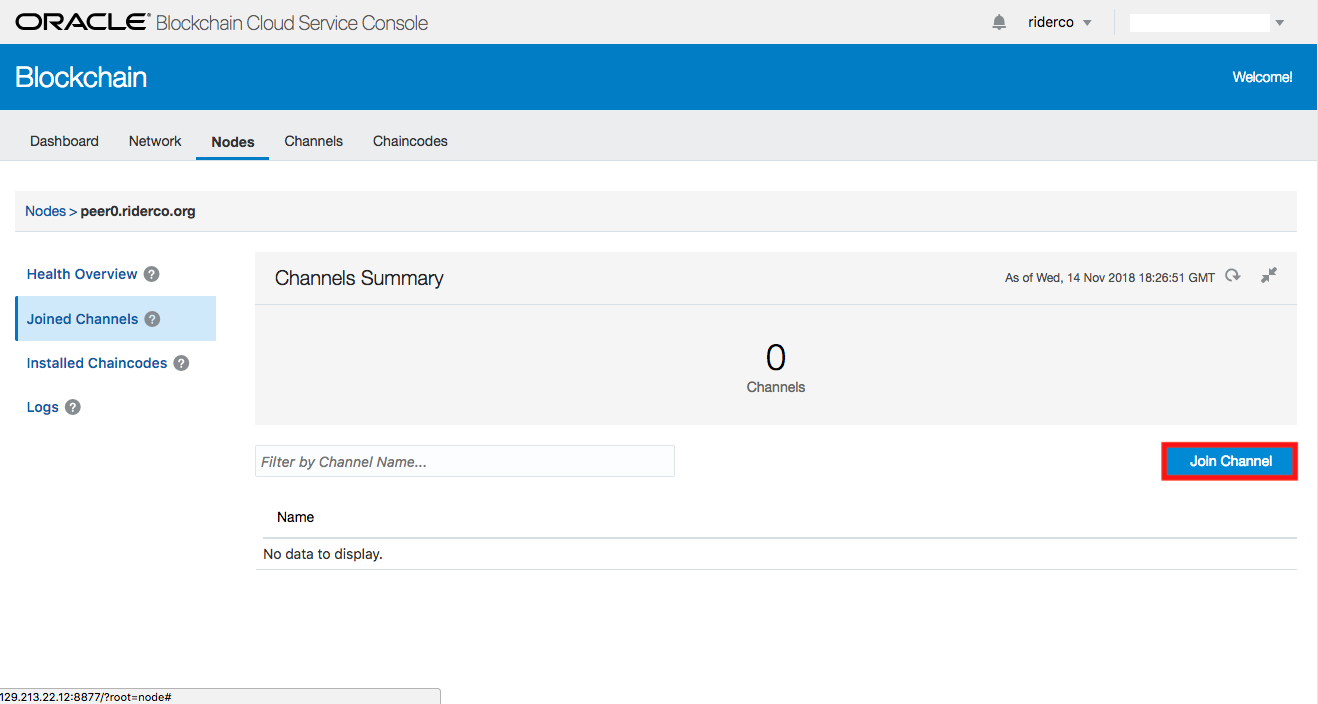 ORACLE® Blockchain Cloud Service Console
riderco
Blockchain
Welcome!
Dashboard Network Nodes Channels Chaincodes
Nodes > peer0.riderco.org
Health Overview ?
Joined Channels ?
Installed Chaincodes ?
Logs ?
Channels Summary
As of Wed, 14 Nov 2018 18:26:51 GMT
0
Channels
Filter by Channel Name...
Join Channel
Name
No data to display.
129.213.22.12:8877/?root=node#